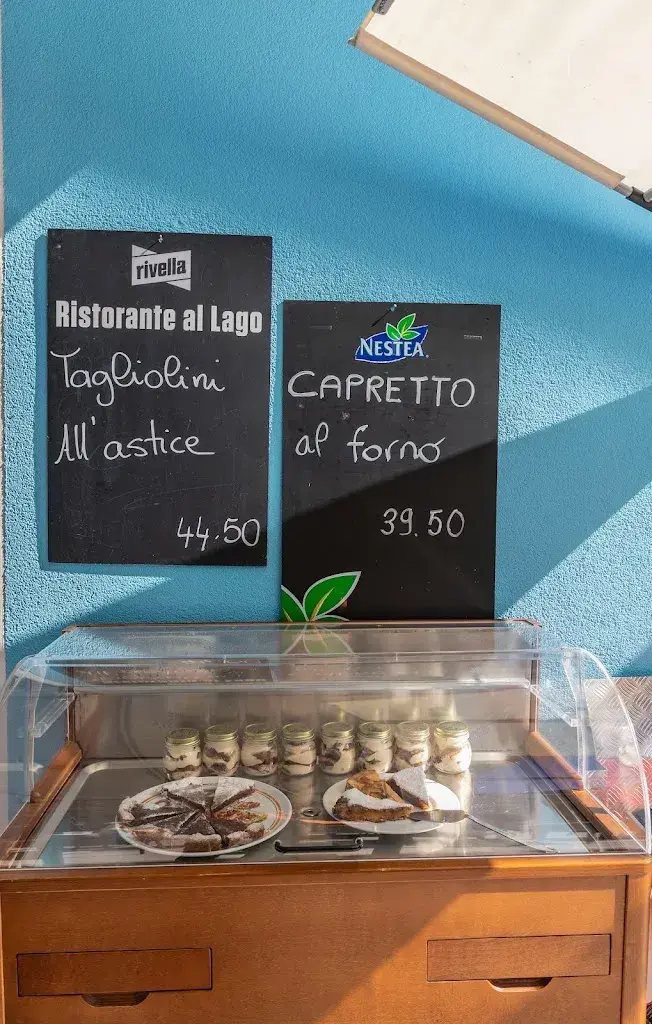 rivella
Ristorante al Lago
Tagliolini
All'astice
44.50
NESTEA
CAPRETTO
al forno
39.50